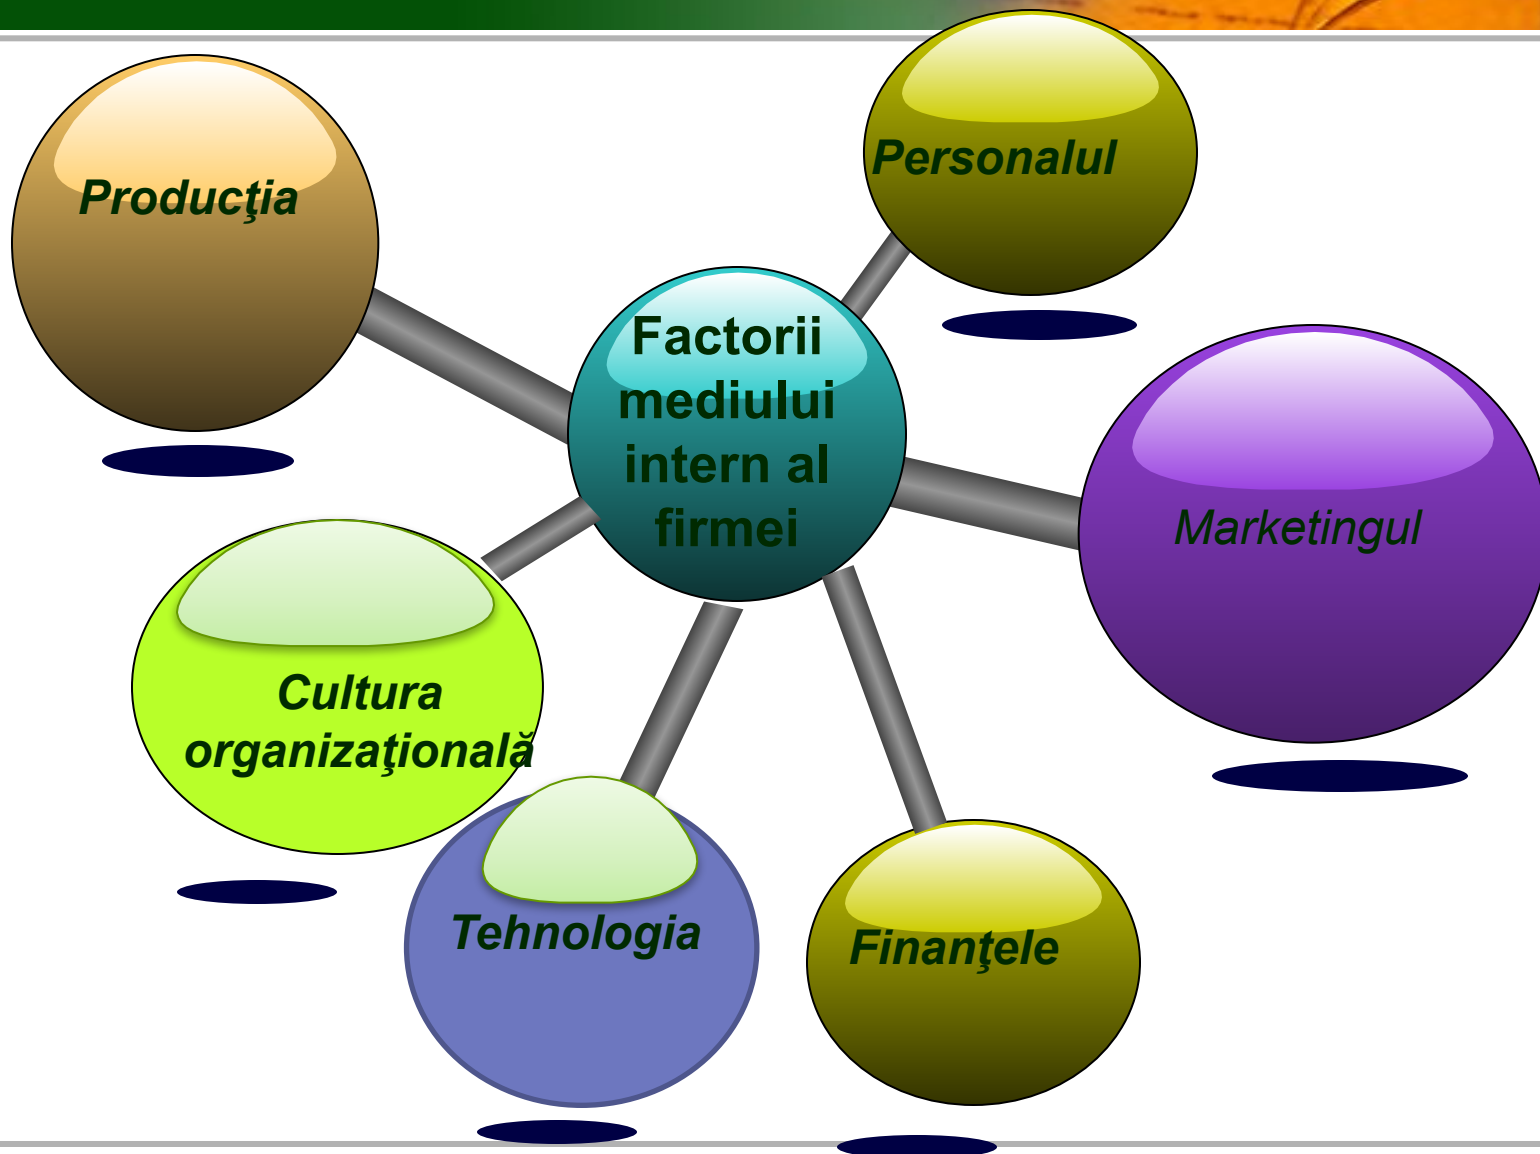 Personalul
Producţia
Factorii
mediului
intern al
firmei
Marketingul
Cultura
organizaţională
Tehnologia
Finanţele